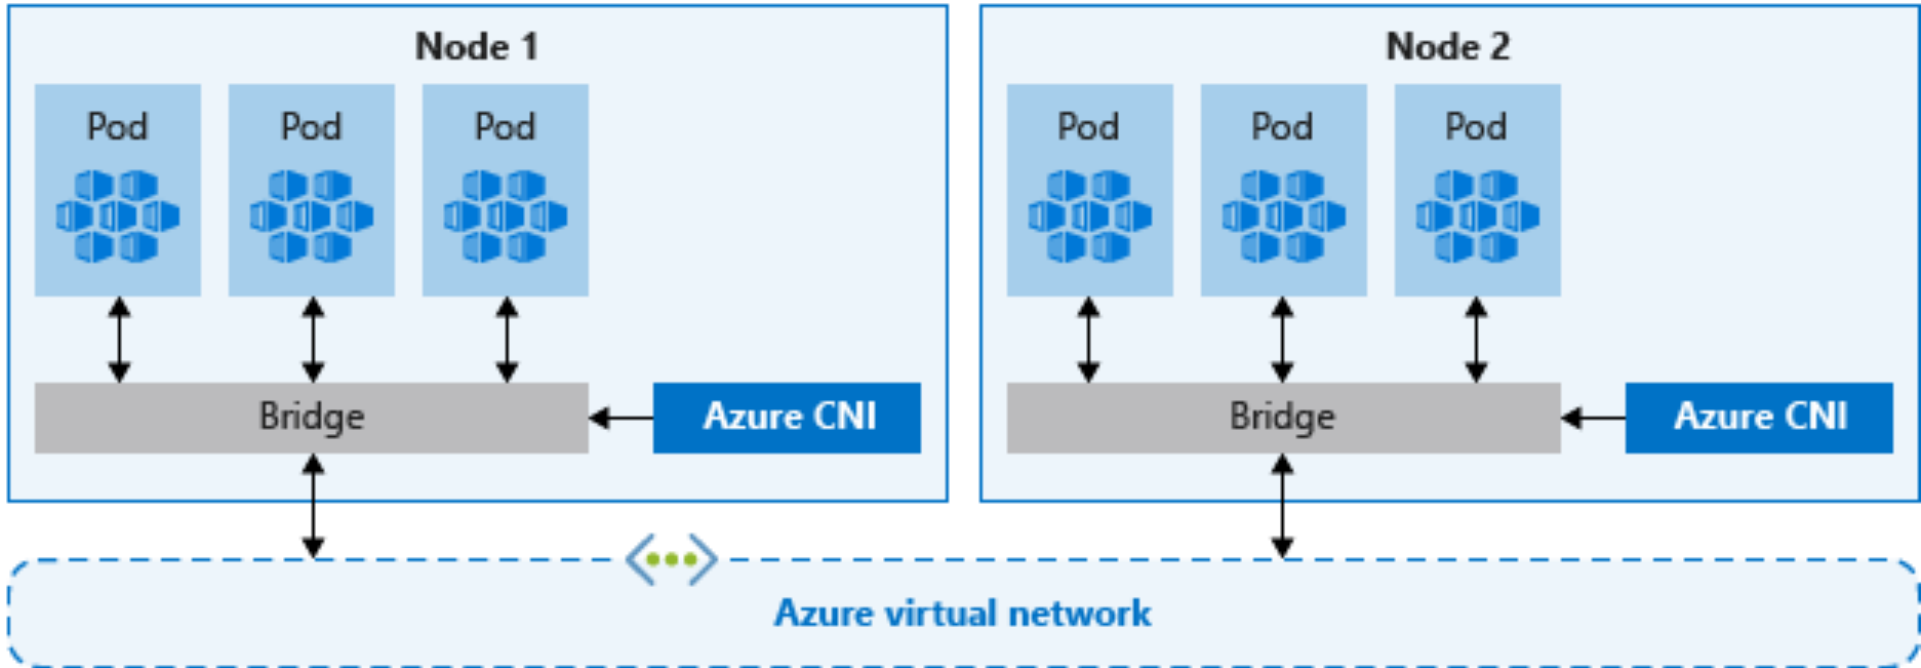 Node 1
Pod Pod Pod
Bridge
Azure CNI
Node 2
Pod Pod Pod
Bridge
Azure CNI
Azure virtual network